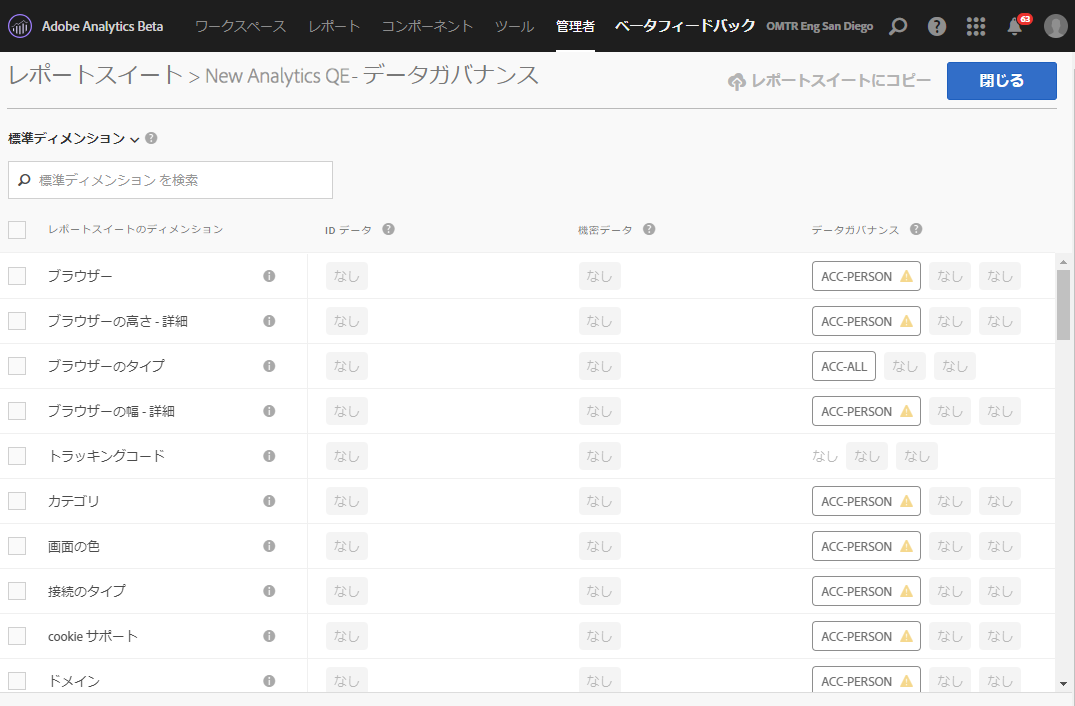 Adobe Analytics Beta ワークスペース レポート コンポーネント ツール 管理者 ベータフィードバック OMTR Eng San Diego 63
レポートスイート > New Analytics QE- データガバナンス レポートスイートにコピー 閉じる
標準ディメンション
標準ディメンション を検索
レポートスイートのディメンション ID データ 機密データ データガバナンス
ブラウザー なし なし ACC-PERSON なし なし
ブラウザーの高さ - 詳細 なし なし ACC-PERSON なし なし
ブラウザーのタイプ なし なし ACC-ALL なし なし
ブラウザーの幅 - 詳細 なし なし ACC-PERSON なし なし
トラッキングコード なし なし なし なし なし
カテゴリ なし なし ACC-PERSON なし なし
画面の色 なし なし ACC-PERSON なし なし
接続のタイプ なし なし ACC-PERSON なし なし
cookie サポート なし なし ACC-PERSON なし なし
ドメイン なし なし ACC-PERSON なし なし